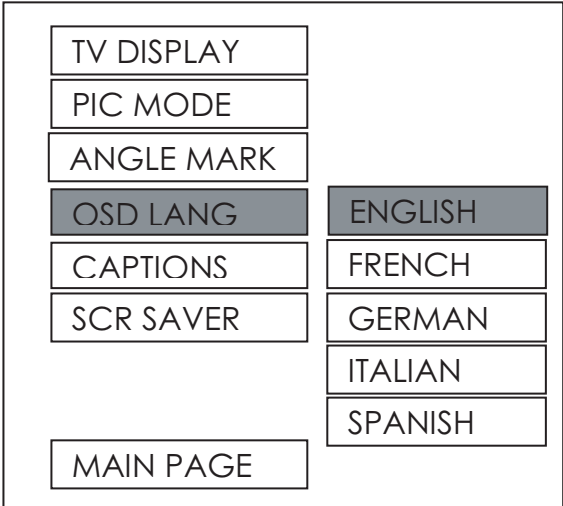 TV DISPLAY
PIC MODE
ANGLE MARK
OSD LANG
CAPTIONS
SCR SAVER
MAIN PAGE
ENGLISH
FRENCH
GERMAN
ITALIAN
SPANISH